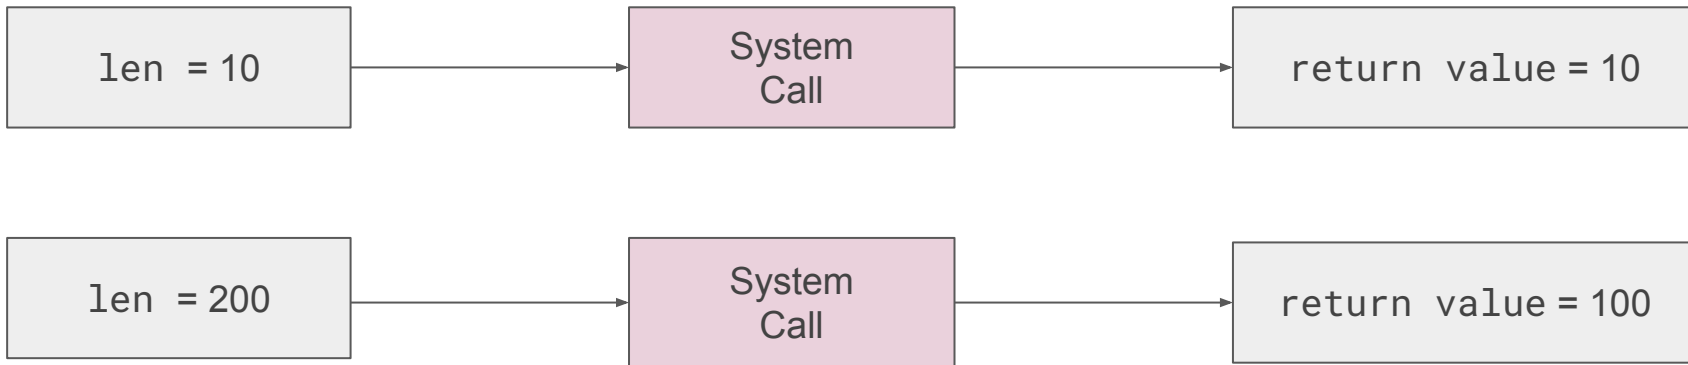 len = 10
System
Call
return value = 10
len = 200
System
Call
return value = 100